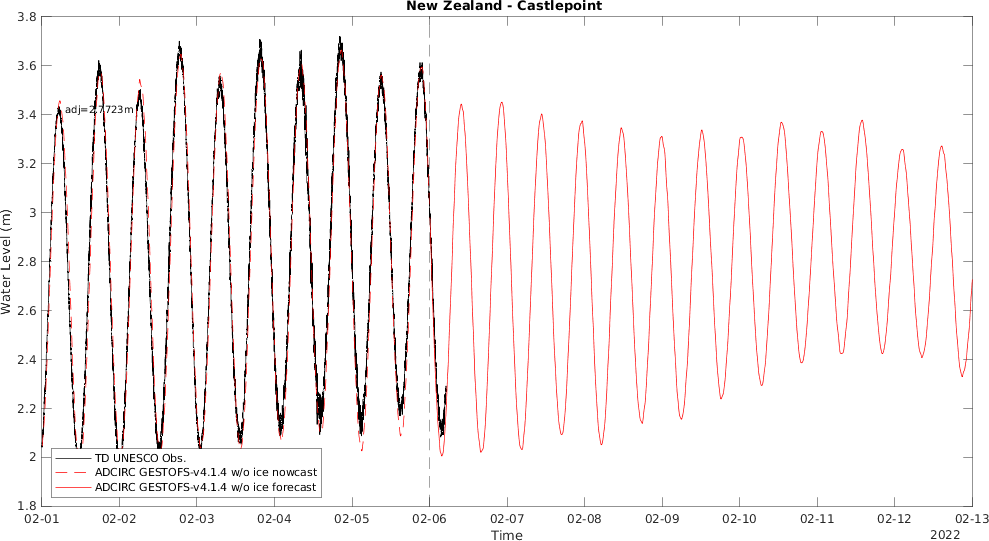 New Zealand - Castlepoint
3.8
3.6
3.4
3.2
3
2.8
2.6
2.4
2.2
2
1.8
Water Level (m)
adj=2.7723m
TD UNESCO Obs.
ADCIRC GESTOFS-v4.1.4 w/o ice nowcast
ADCIRC GESTOFS-v4.1.4 w/o ice forecast
02-01 02-02 02-03 02-04 02-05 02-06 02-07 02-08 02-09 02-10 02-11 02-12 02-13
Time
2022